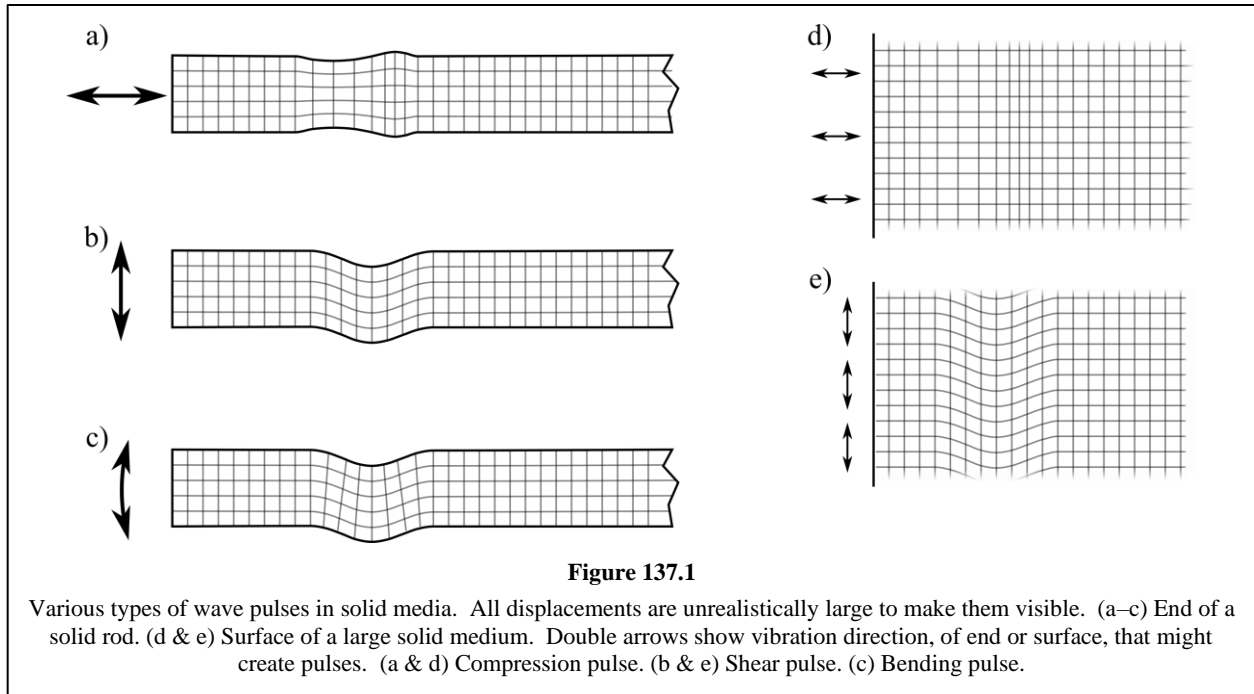 a)
b)
c)
d)
e)
Figure 137.1
Various types of wave pulses in solid media. All displacements are unrealistically large to make them visible. (a–c) End of a
solid rod. (d & e) Surface of a large solid medium. Double arrows show vibration direction, of end or surface, that might
create pulses. (a & d) Compression pulse. (b & e) Shear pulse. (c) Bending pulse.